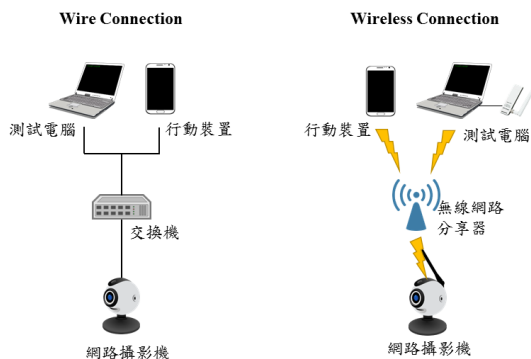 Wire Connection
測試電腦
行動裝置
交換機
網路攝影機
Wireless Connection
行動裝置
測試電腦
無線網路
分享器
網路攝影機